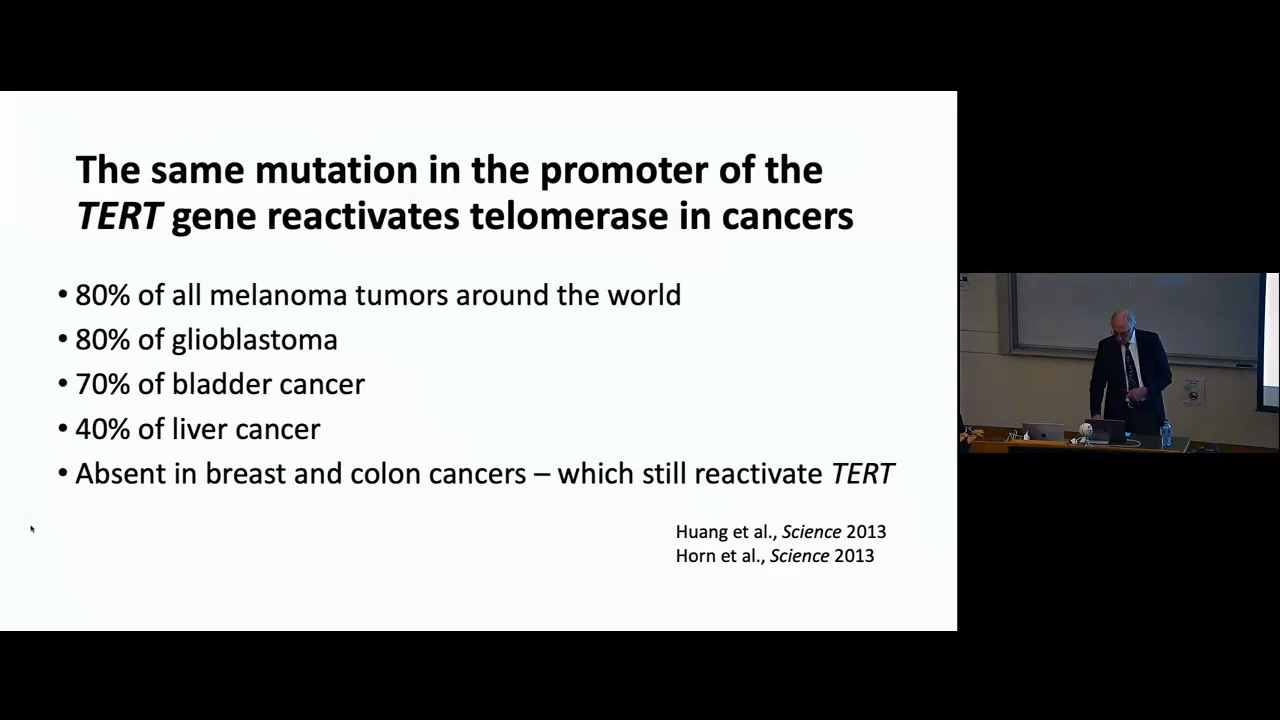 The same mutation in the promoter of the
TERT gene reactivates telomerase in cancers
• 80% of all melanoma tumors around the world
• 80% of glioblastoma
• 70% of bladder cancer
• 40% of liver cancer
• Absent in breast and colon cancers – which still reactivate TERT
Huang et al., Science 2013
Horn et al., Science 2013